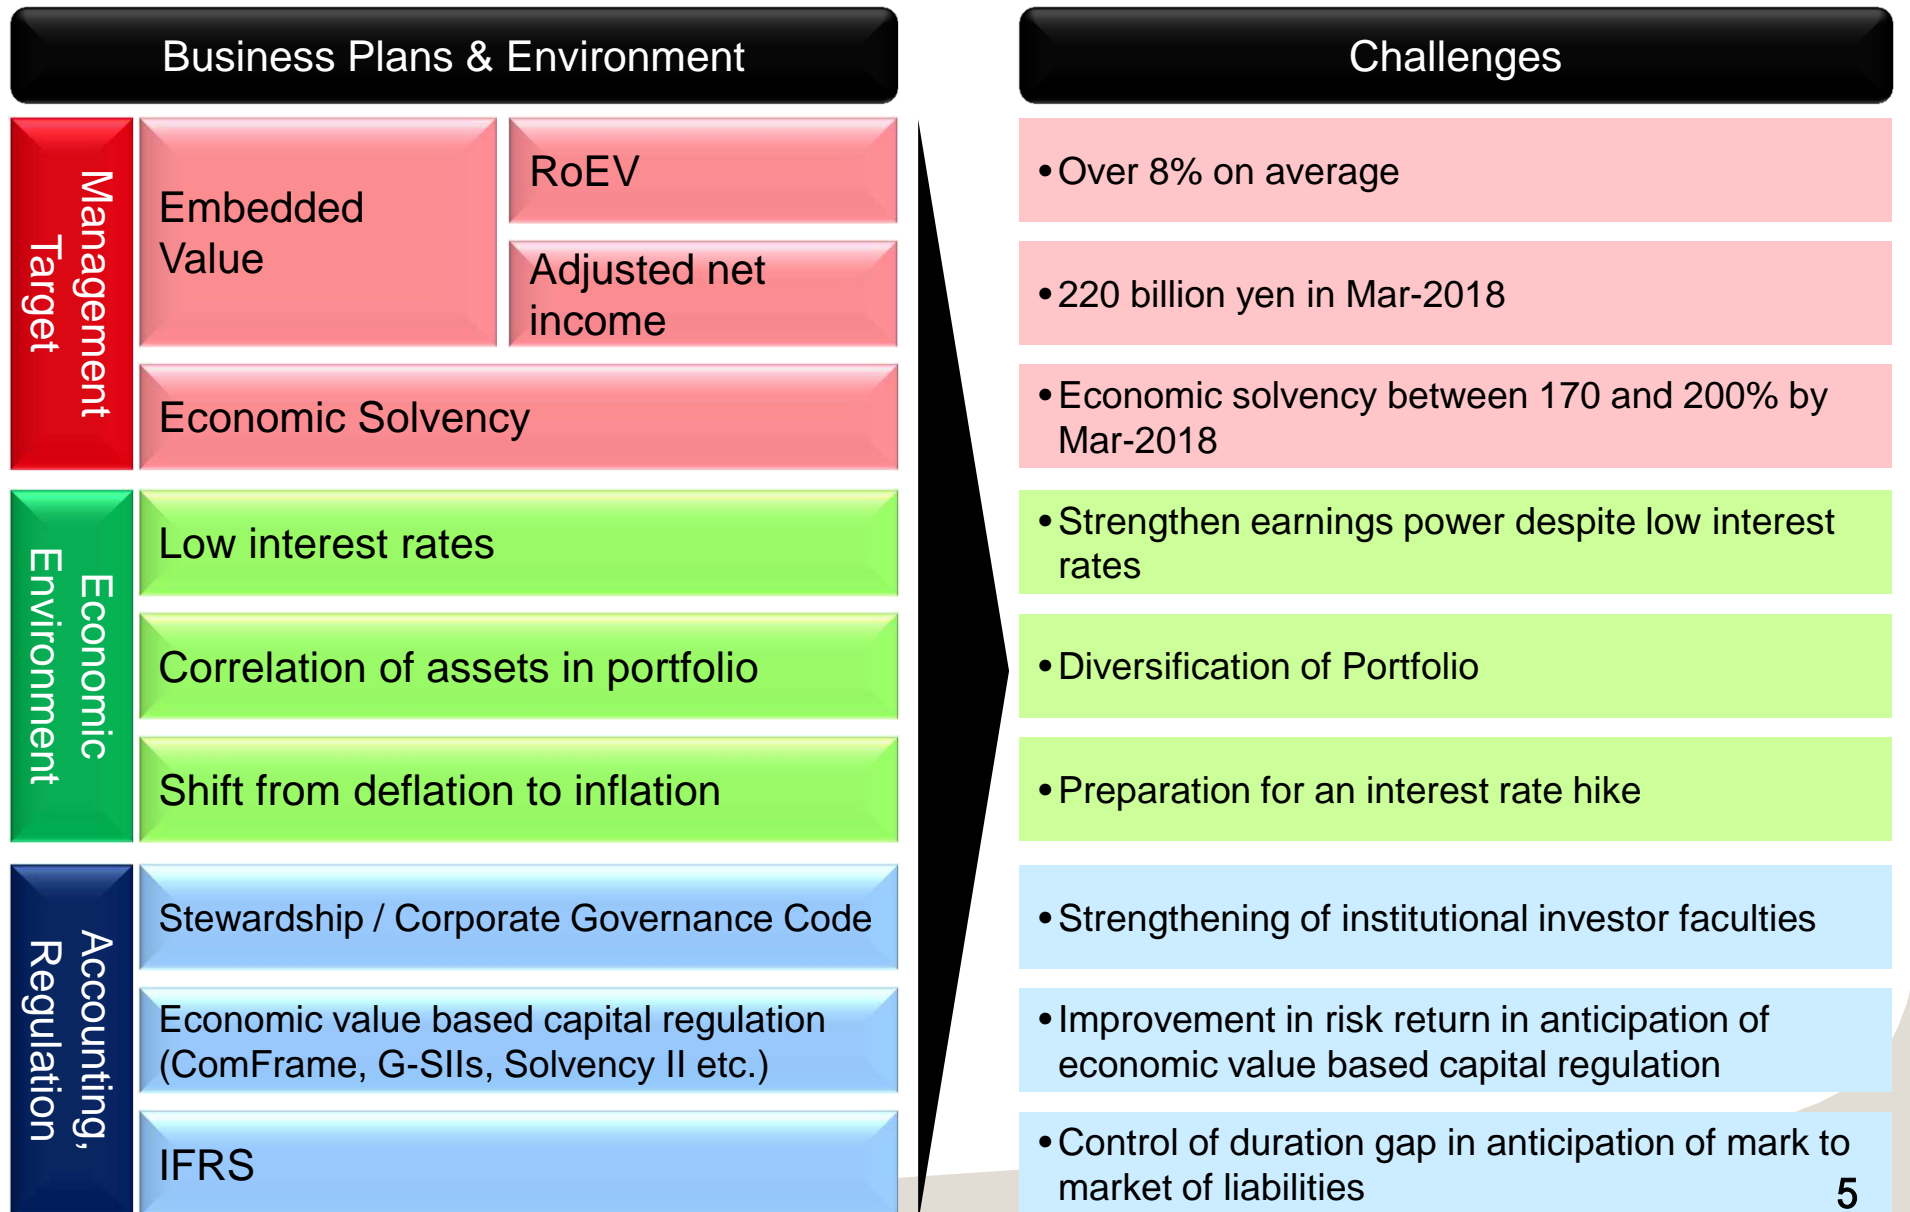 Business Plans & Environment
Challenges
Management
Target
Embedded
Value
RoEV
•Over 8% on average
Adjusted net
income
•220 billion yen in Mar-2018
Economic Solvency
•Economic solvency between 170 and 200% by
Mar-2018
Economic
Environment
Low interest rates
•Strengthen earnings power despite low interest
rates
Correlation of assets in portfolio
•Diversification of Portfolio
Shift from deflation to inflation
•Preparation for an interest rate hike
Accounting,
Regulation
Stewardship / Corporate Governance Code
•Strengthening of institutional investor faculties
Economic value based capital regulation
(ComFrame, G-SIIs, Solvency II etc.)
•Improvement in risk return in anticipation of
economic value based capital regulation
IFRS
•Control of duration gap in anticipation of mark to
market of liabilities
5